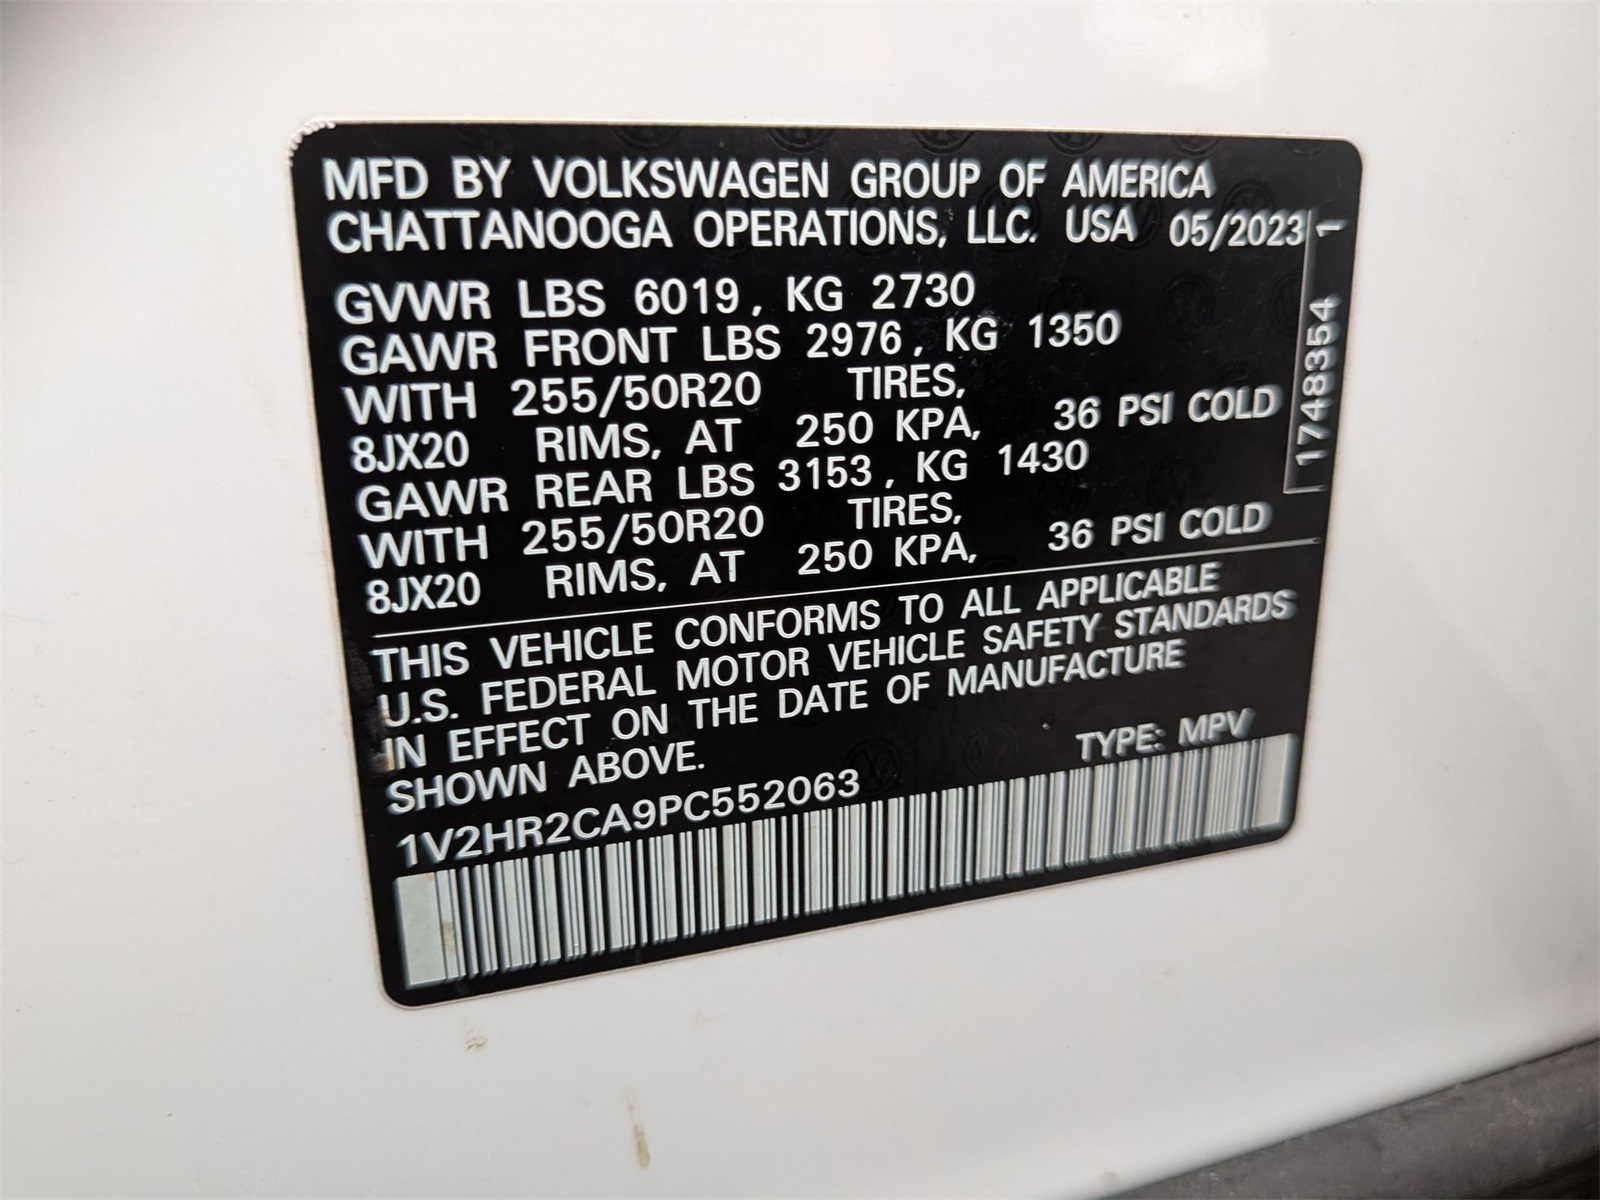 MFD BY VOLKSWAGEN GROUP OF AMERICA
CHATTANOOGA OPERATIONS, LLC. USA 05/2023
GVWR LBS 6019, KG 2730
GAWR FRONT LBS 2976, KG 1350
WITH 255/50R20 TIRES,
8JX20 RIMS, AT 250 KPA, 36 PSI COLD
GAWR REAR LBS 3153, KG 1430
WITH 255/50R20 TIRES,
8JX20 RIMS, AT 250 KPA, 36 PSI COLD
1748354 1
THIS VEHICLE CONFORMS TO ALL APPLICABLE
U.S. FEDERAL MOTOR VEHICLE SAFETY STANDARDS
IN EFFECT ON THE DATE OF MANUFACTURE
SHOWN ABOVE.
TYPE: MPV
1V2HR2CA9PC552063